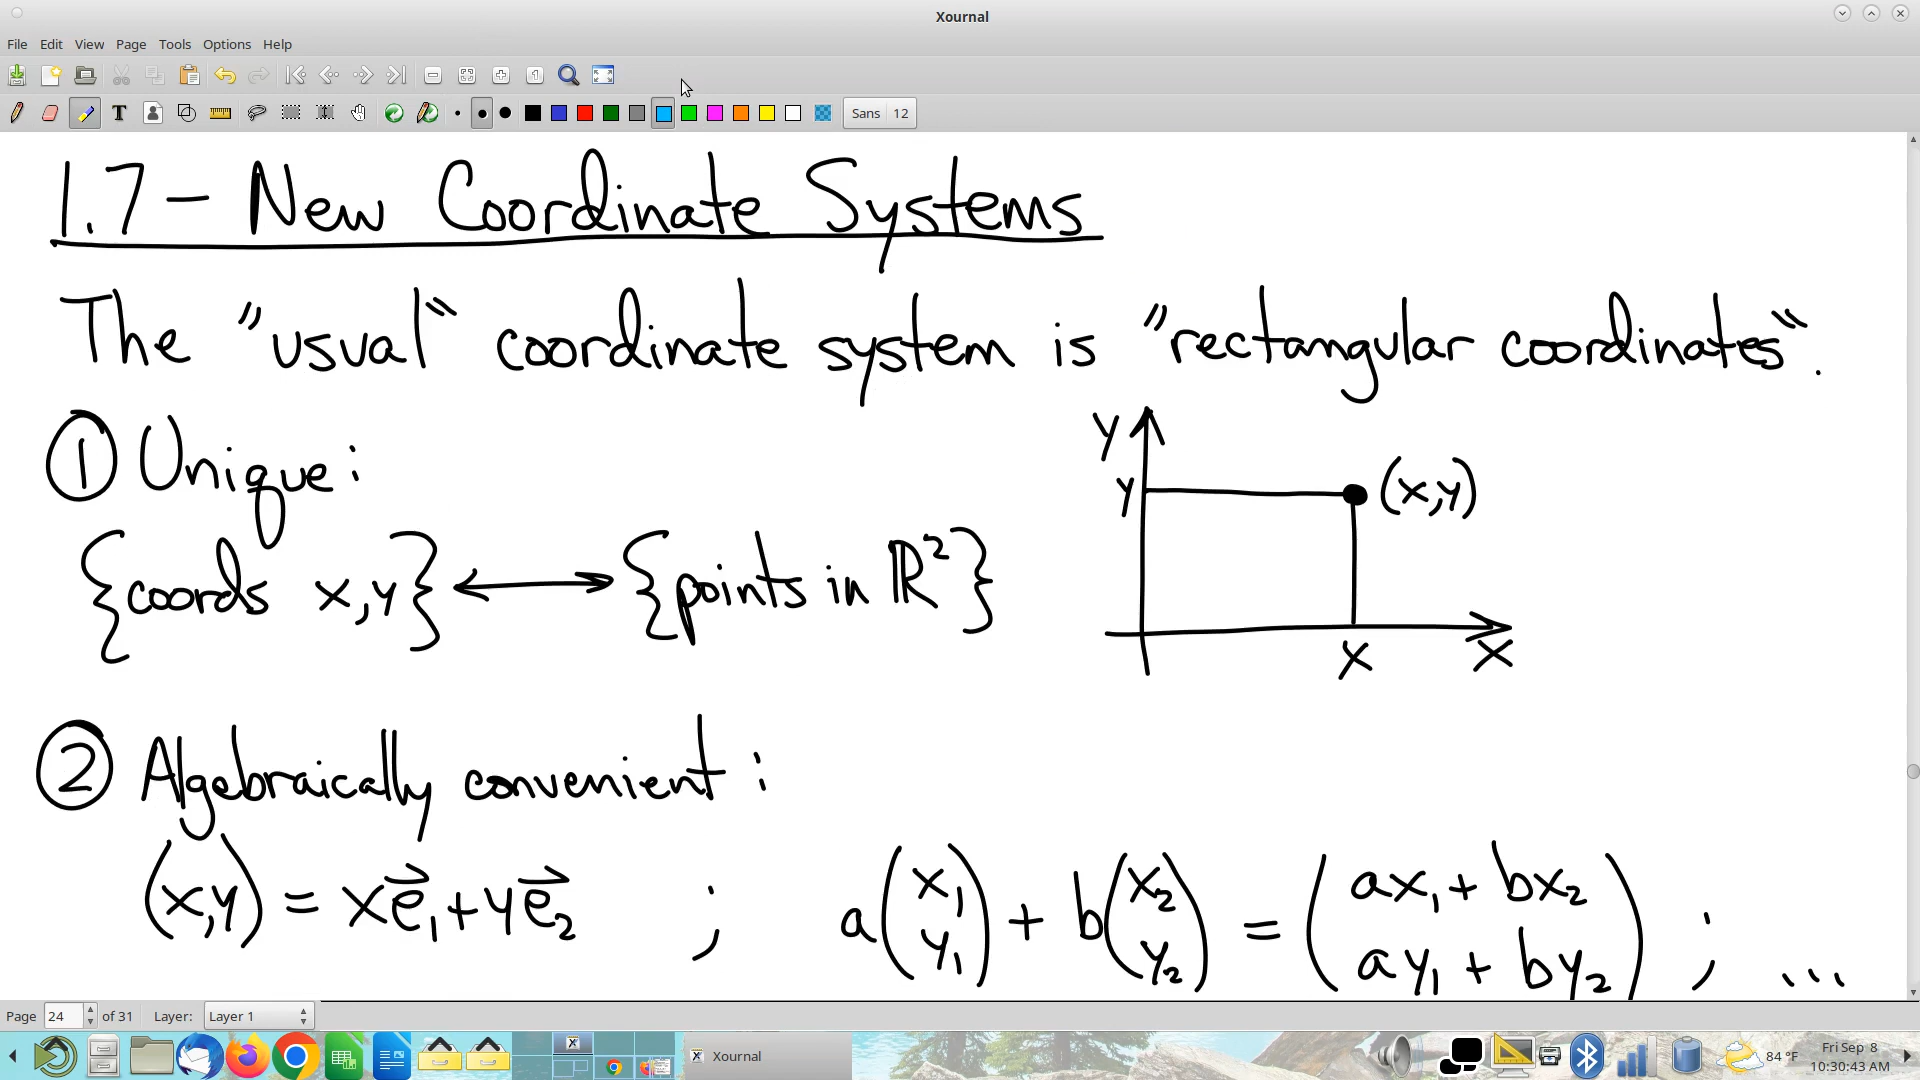 Xournal
File Edit View Page Tools Options Help
Sans 12
1.7 - New Coordinate Systems
The "usual" coordinate system is "rectangular coordinates".
① Unique:
{coords x,y} ⟷ {points in ℝ²}
y
y
(x,y)
x
x
② Algebraically convenient:
(x,y) = xe⃗₁ + ye⃗₂ ; a(x₁ y₁) + b(x₂ y₂) = (ax₁ + bx₂ ay₁ + by₂) ; ...
Page 24 of 31 Layer: Layer 1
Xournal
84 °F
Fri Sep 8
10:30:43 AM